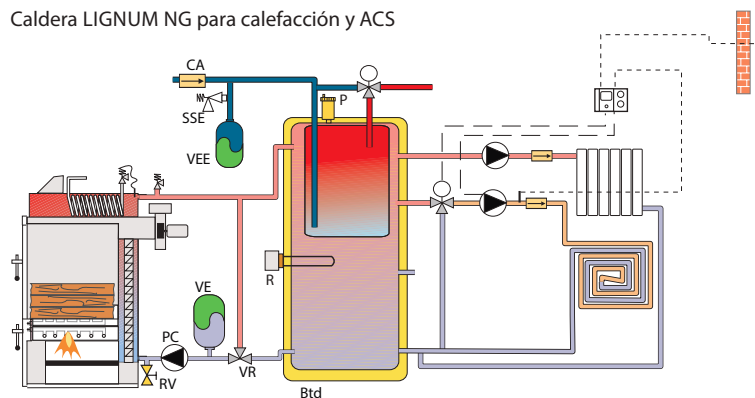 Caldera LIGNUM NG para calefacción y ACS
CA
SSE
VEE
P
R
VE
PC
VR
RV
Btd